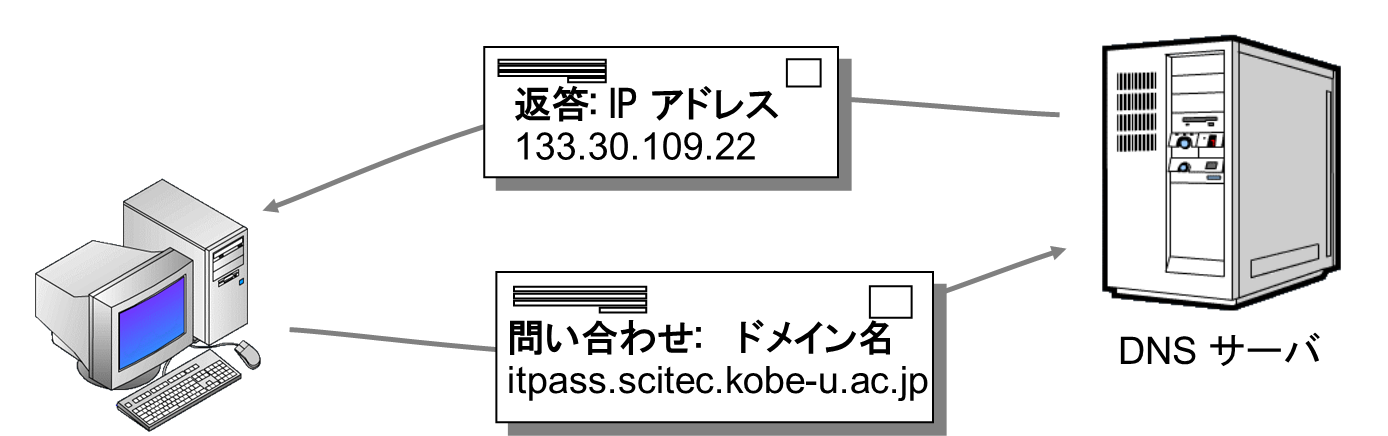 返答: IP アドレス
133.30.109.22
問い合わせ: ドメイン名
itpass.scitec.kobe-u.ac.jp
DNS サーバ